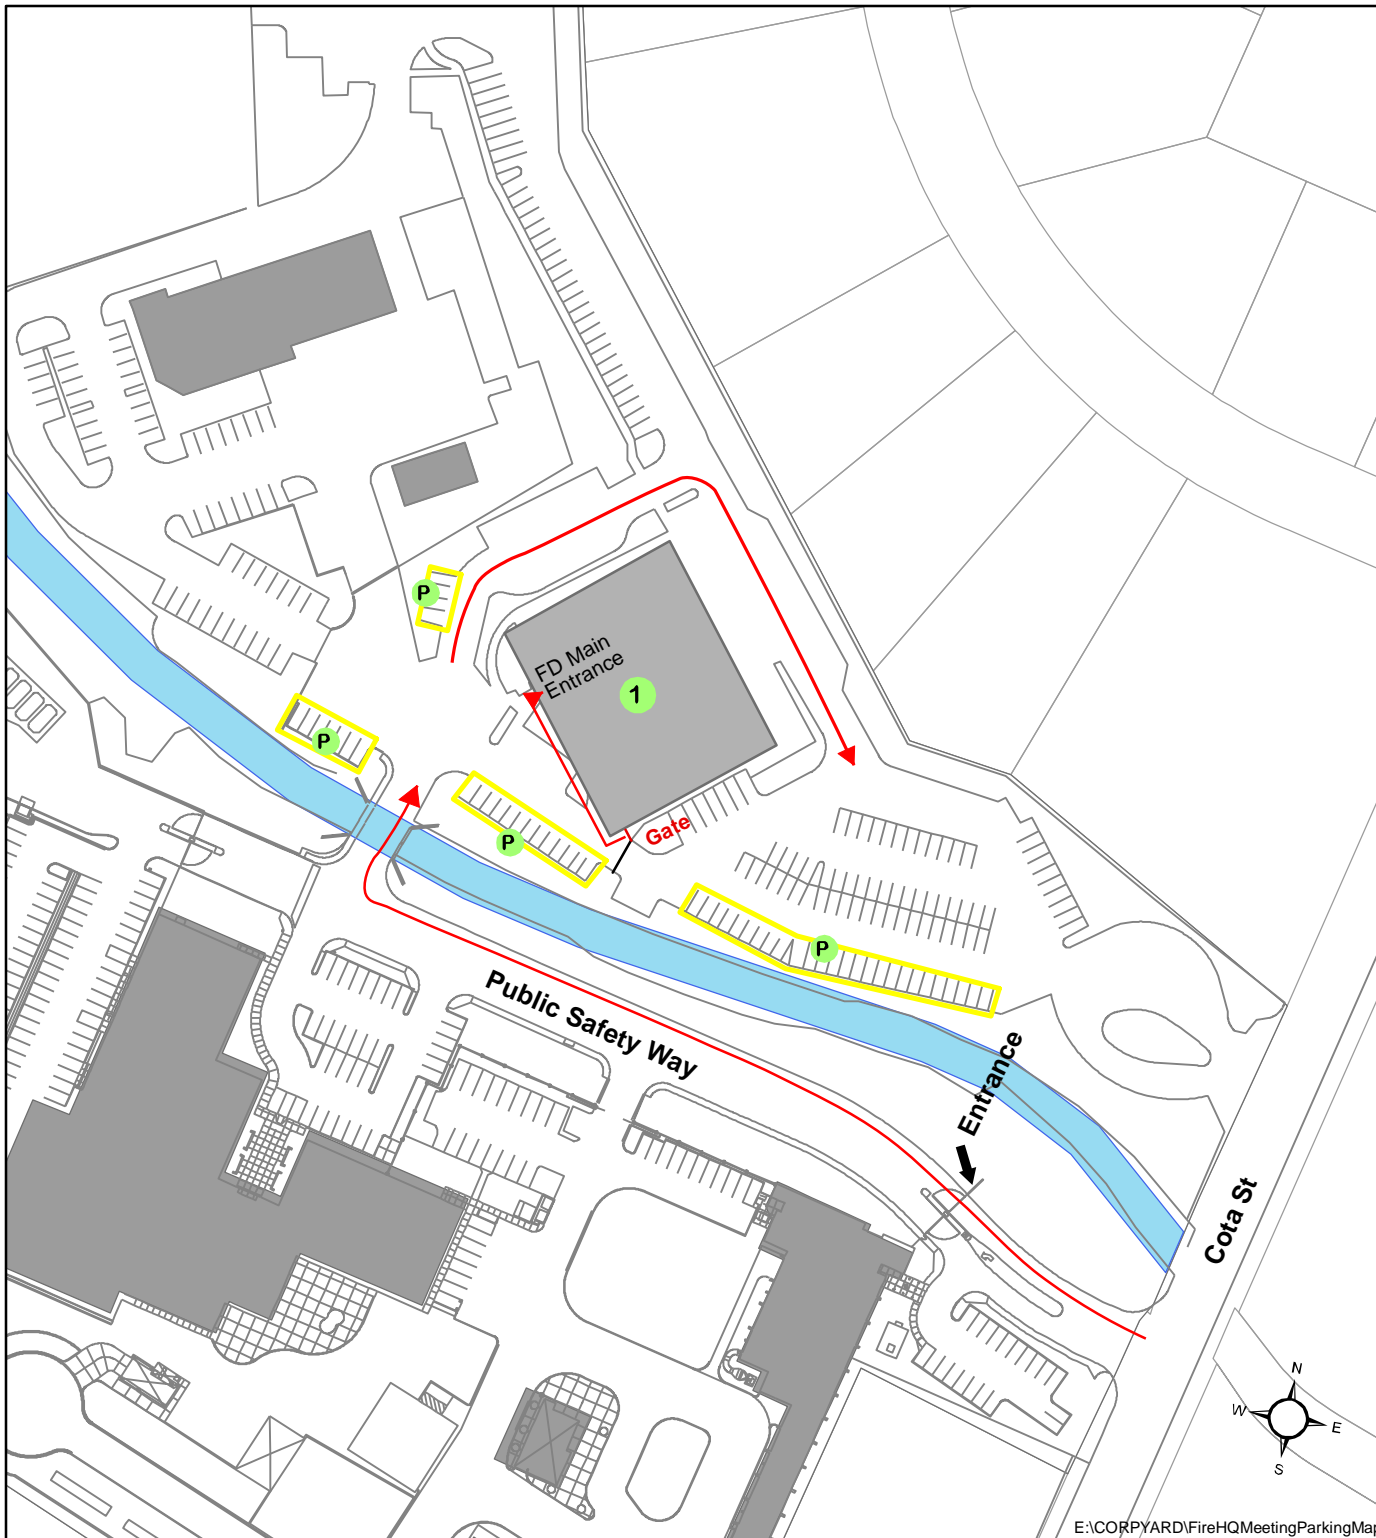 P
FD Main
Entrance
1
P
P
Gate
P
Public Safety Way
Entrance
Cota St
N
W
E
S
E:\CORPYARD\FireHQMeetingParkingMap